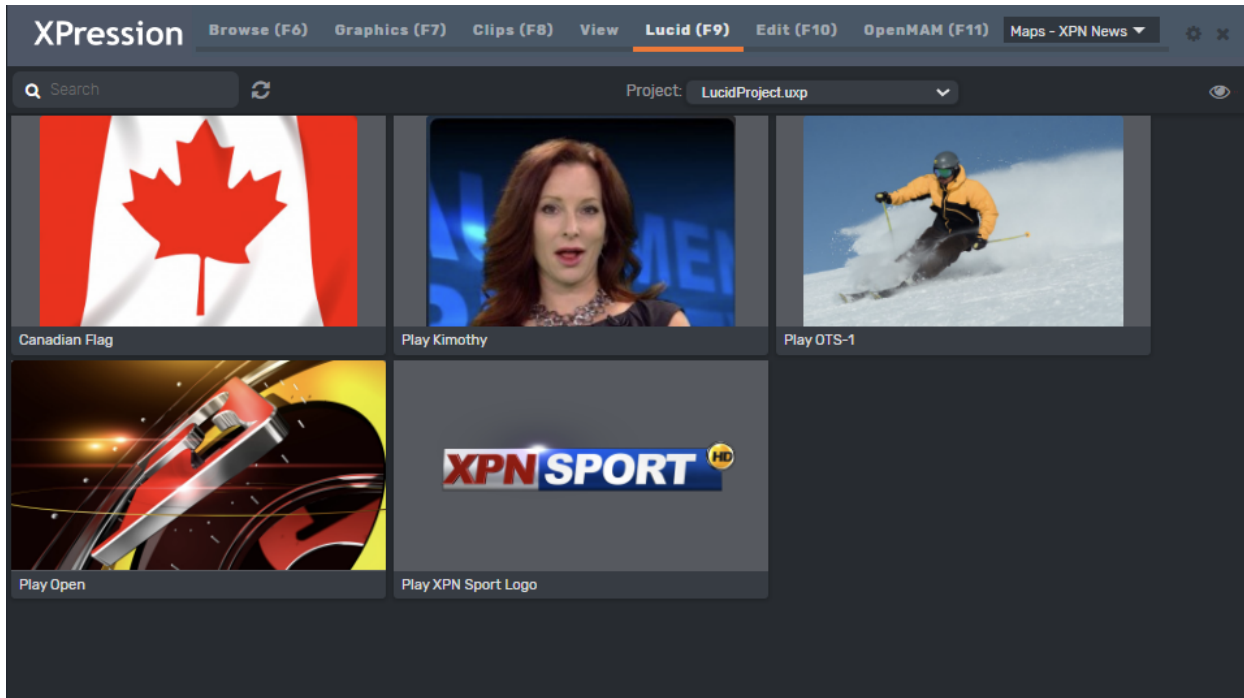 XPression Browse (F6) Graphics (F7) Clips (F8) View Lucid (F9) Edit (F10) OpenMAM (F11) Maps - XPN News
Search Project: LucidProject.uxp
Canadian Flag Play Kimothy Play OTS-1
XPN SPORT HD
Play Open Play XPN Sport Logo